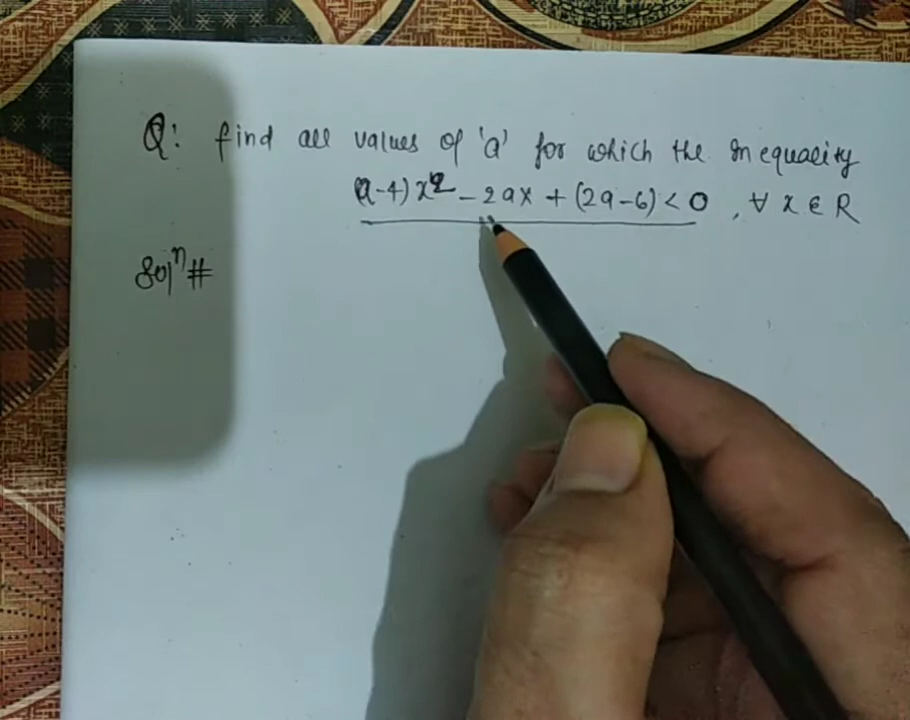 Q: find all values of 'a' for which the Inequality
(a-4)x² - 2ax + (2a-6) < 0 , ∀ x ∈ R
Solⁿ#